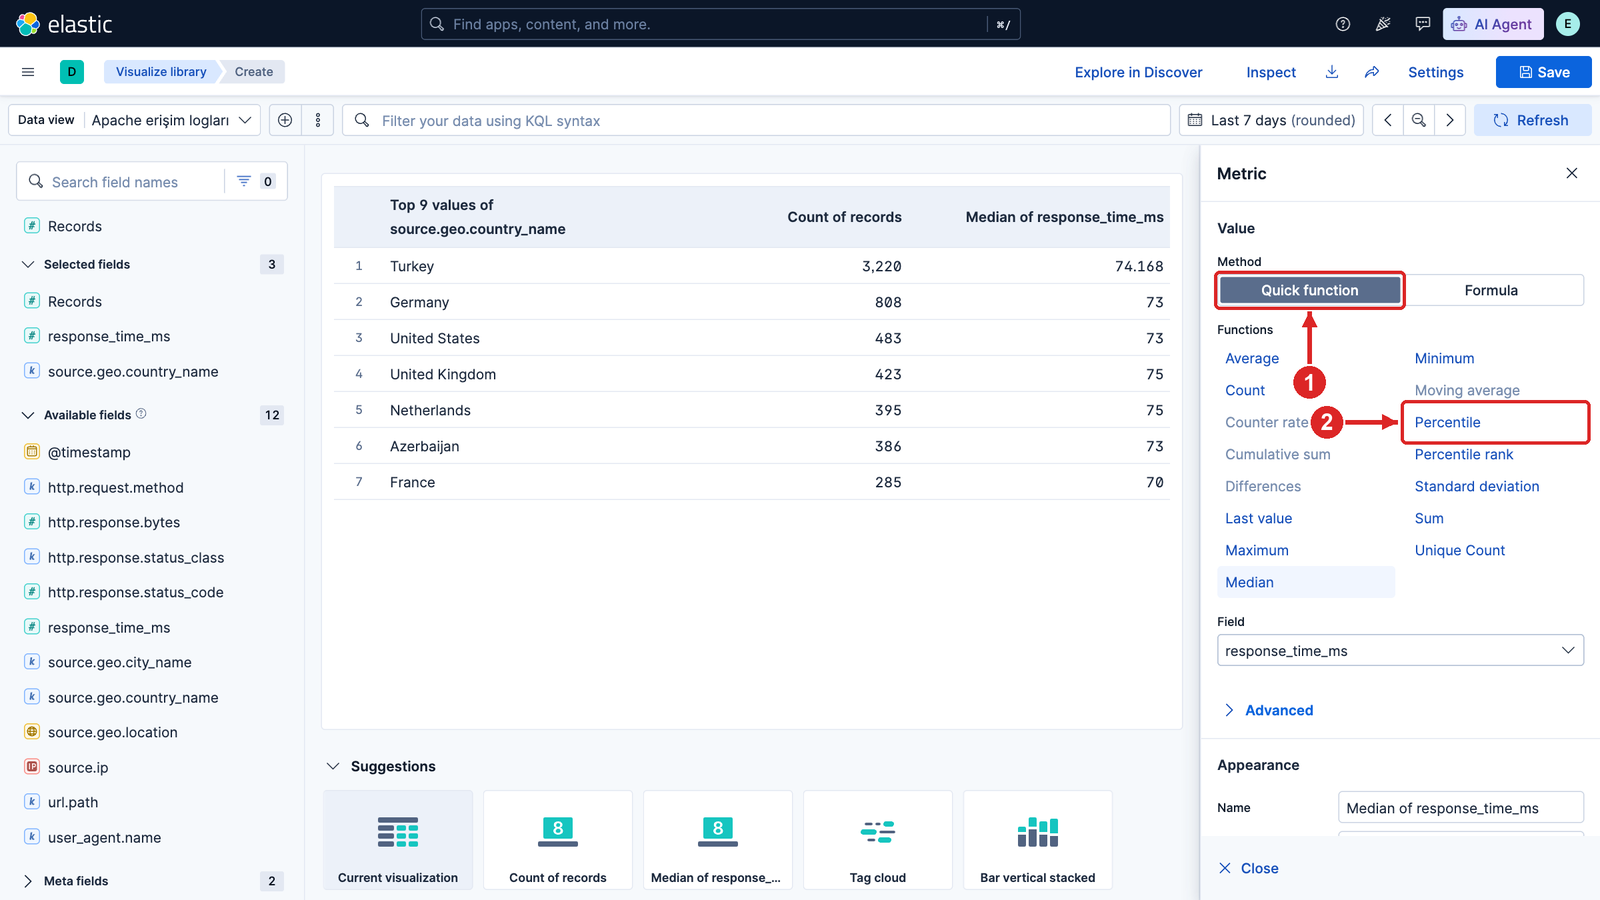 elastic
Find apps, content, and more.
⌘/
AI Agent
E
D
Visualize library
Create
Explore in Discover
Inspect
Settings
Save
Data view
Apache erişim logları
Filter your data using KQL syntax
Last 7 days (rounded)
Refresh
Search field names
0
Records
Selected fields
3
Records
response_time_ms
source.geo.country_name
Available fields
12
@timestamp
http.request.method
http.response.bytes
http.response.status_class
http.response.status_code
response_time_ms
source.geo.city_name
source.geo.country_name
source.geo.location
source.ip
url.path
user_agent.name
Meta fields
2
Top 9 values of source.geo.country_name
Count of records
Median of response_time_ms
1 Turkey 3,220 74.168
2 Germany 808 73
3 United States 483 73
4 United Kingdom 423 75
5 Netherlands 395 75
6 Azerbaijan 386 73
7 France 285 70
Suggestions
Current visualization
8
Count of records
8
Median of response_...
Tag cloud
Bar vertical stacked
Metric
Value
Method
Quick function
Formula
Functions
Average
Minimum
1
Count
Moving average
Counter rate
2
Percentile
Cumulative sum
Percentile rank
Differences
Standard deviation
Last value
Sum
Maximum
Unique Count
Median
Field
response_time_ms
Advanced
Appearance
Name
Median of response_time_ms
Close